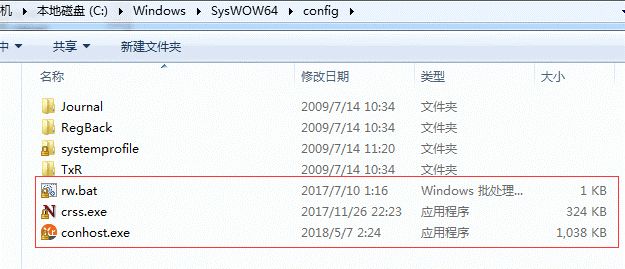 机 ▸ 本地磁盘 (C:) ▸ Windows ▸ SysWOW64 ▸ config ▸
中 ▼ 共享 ▼ 新建文件夹
名称 修改日期 类型 大小
Journal 2009/7/14 10:34 文件夹
RegBack 2009/7/14 10:34 文件夹
systemprofile 2009/7/14 11:20 文件夹
TxR 2009/7/14 10:34 文件夹
rw.bat 2017/7/10 1:16 Windows 批处理... 1 KB
crss.exe 2017/11/26 22:23 应用程序 324 KB
conhost.exe 2018/5/7 2:24 应用程序 1,038 KB